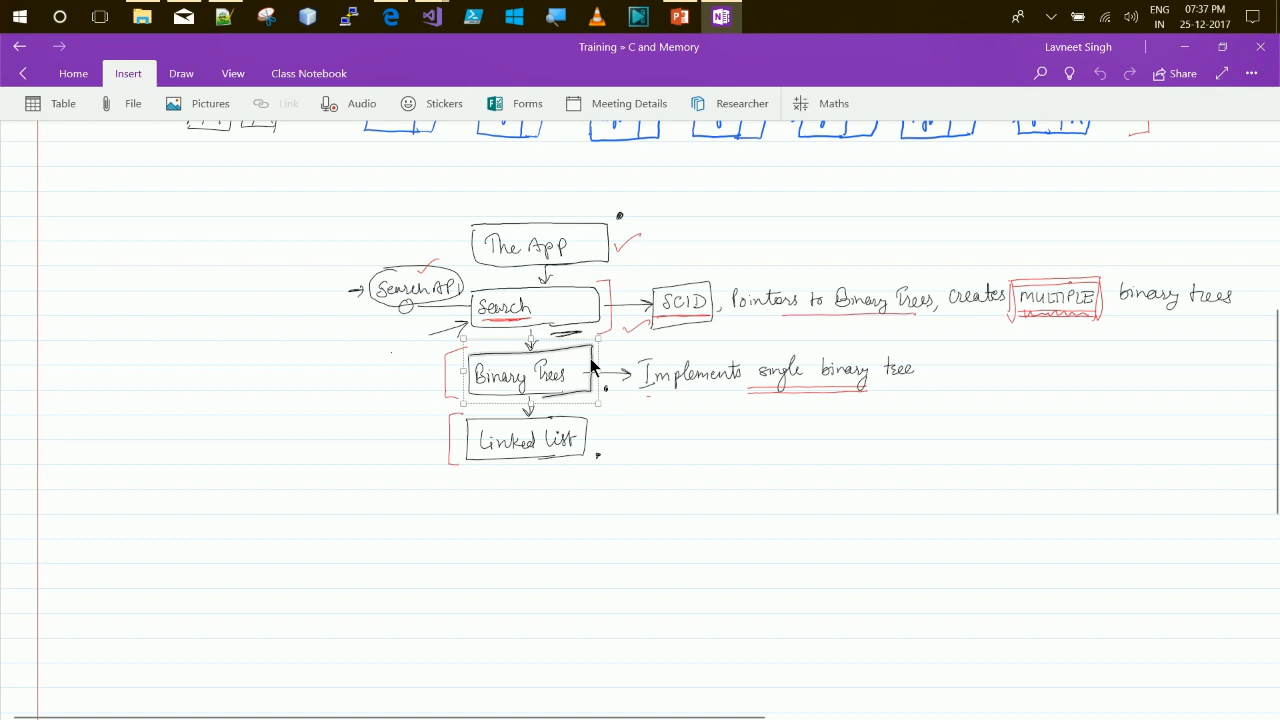 ENG
IN
07:37 PM
25-12-2017
Training » C and Memory
Lavneet Singh
Home Insert Draw View Class Notebook
Share
Table File Pictures Link Audio Stickers Forms Meeting Details Researcher Maths
The App
Search API
Search
SCID, Pointers to Binary Trees, creates MULTIPLE binary trees
Binary Trees
Implements single binary tree
Linked List